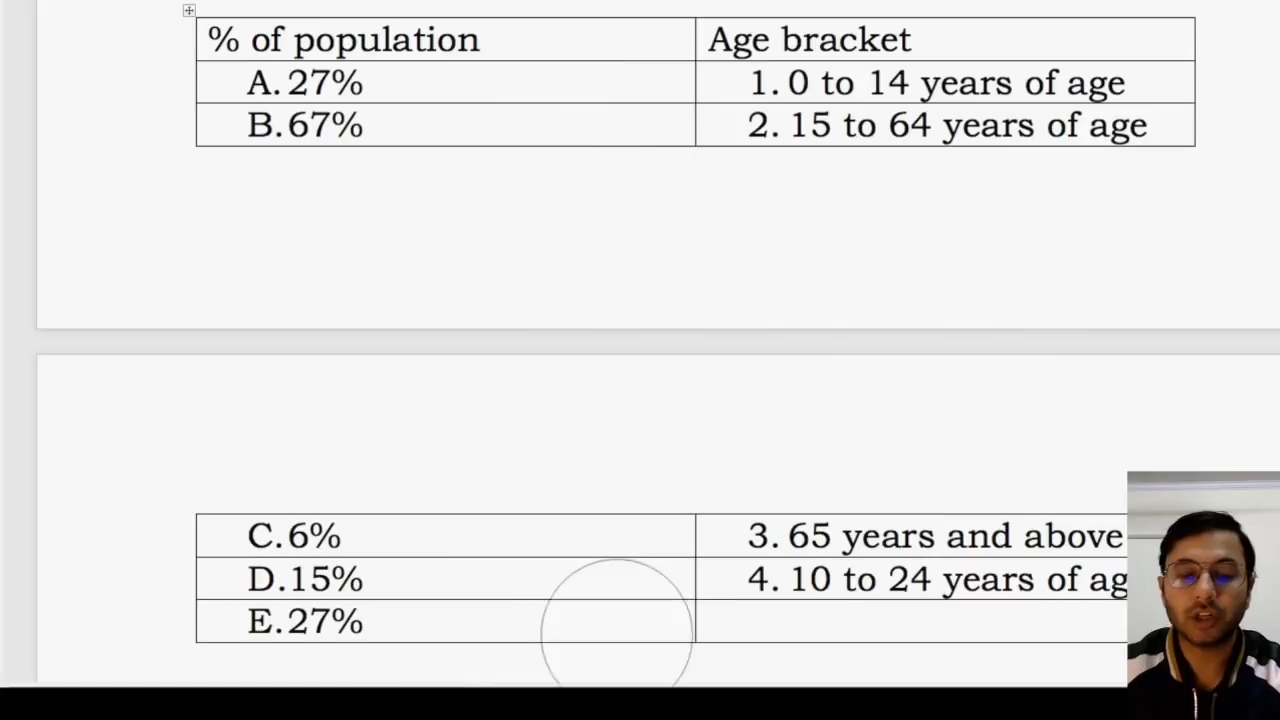 % of population Age bracket
A. 27% 1. 0 to 14 years of age
B. 67% 2. 15 to 64 years of age
C. 6% 3. 65 years and above
D. 15% 4. 10 to 24 years of ag
E. 27%